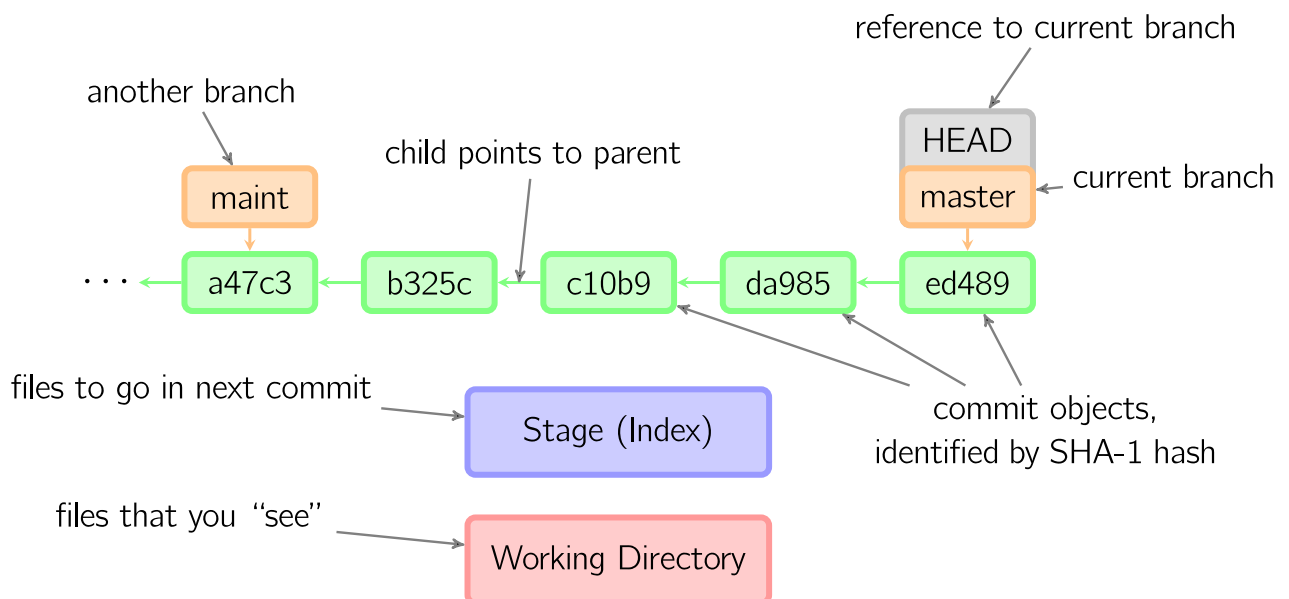 reference to current branch
another branch
HEAD
child points to parent
current branch
maint
master
... a47c3 b325c c10b9 da985 ed489
files to go in next commit
Stage (Index)
commit objects,
identified by SHA-1 hash
files that you “see”
Working Directory